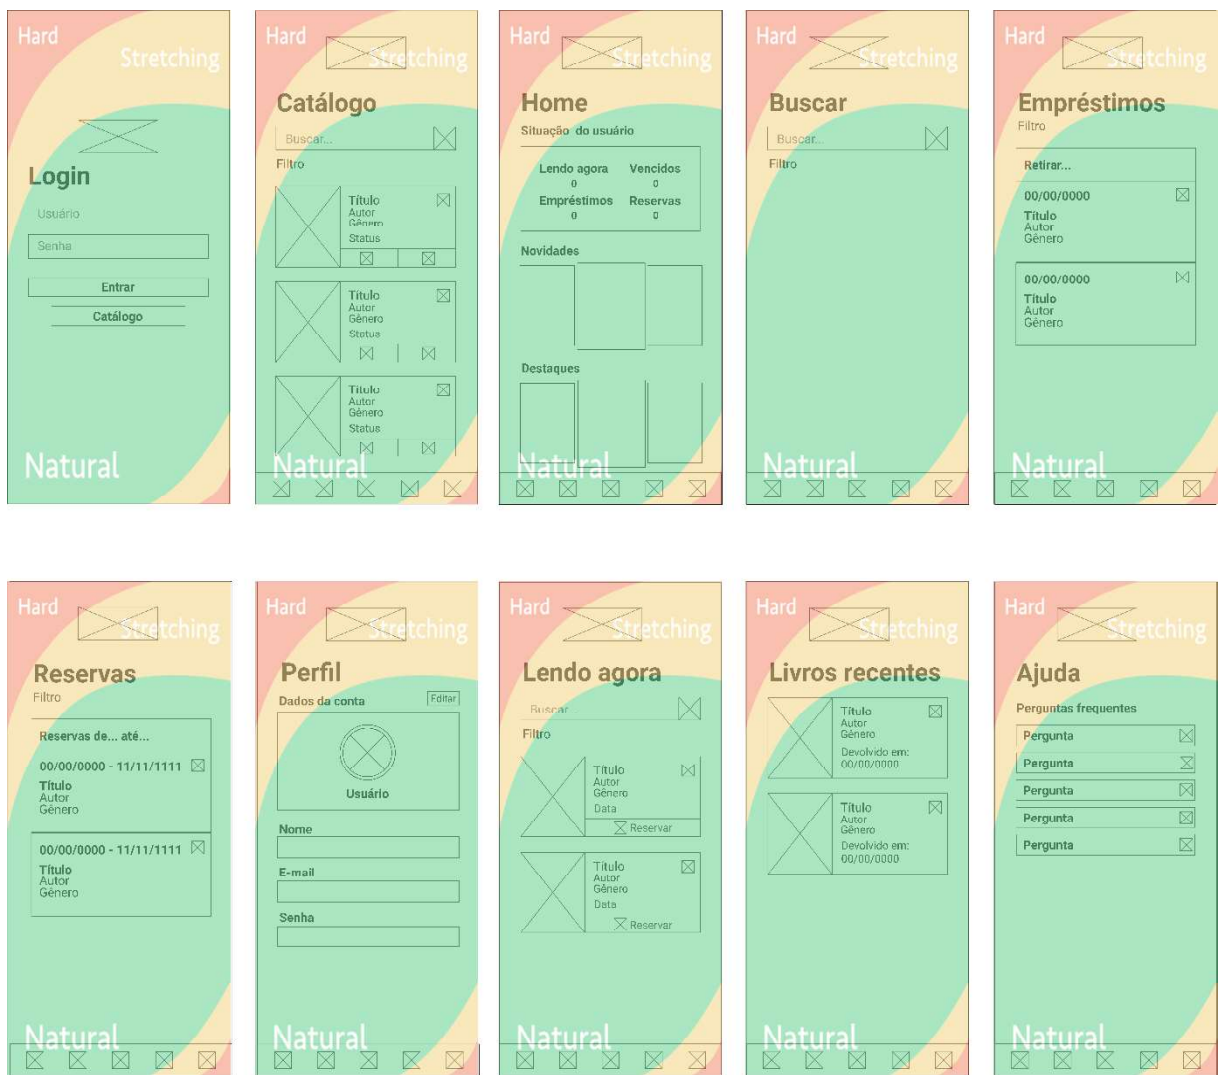 Hard
Stretching
Login
Usuário
Senha
Entrar
Catálogo
Natural
Hard
Stretching
Catálogo
Buscar...
Filtro
Título
Autor
Gênero
Status
Título
Autor
Gênero
Status
Título
Autor
Gênero
Status
Natural
Hard
Stretching
Home
Situação do usuário
Lendo agora Vencidos
0 0
Empréstimos Reservas
0 0
Novidades
Destaques
Natural
Hard
Stretching
Buscar
Buscar...
Filtro
Natural
Hard
Stretching
Empréstimos
Filtro
Retirar...
00/00/0000
Título
Autor
Gênero
00/00/0000
Título
Autor
Gênero
Natural
Hard
Stretching
Reservas
Filtro
Reservas de... até...
00/00/0000 - 11/11/1111
Título
Autor
Gênero
00/00/0000 - 11/11/1111
Título
Autor
Gênero
Natural
Hard
Stretching
Perfil
Dados da conta Editar
Usuário
Nome
E-mail
Senha
Natural
Hard
Stretching
Lendo agora
Buscar...
Filtro
Título
Autor
Gênero
Data
Reservar
Título
Autor
Gênero
Data
Reservar
Natural
Hard
Stretching
Livros recentes
Título
Autor
Gênero
Devolvido em:
00/00/0000
Título
Autor
Gênero
Devolvido em:
00/00/0000
Natural
Hard
Stretching
Ajuda
Perguntas frequentes
Pergunta
Pergunta
Pergunta
Pergunta
Pergunta
Natural